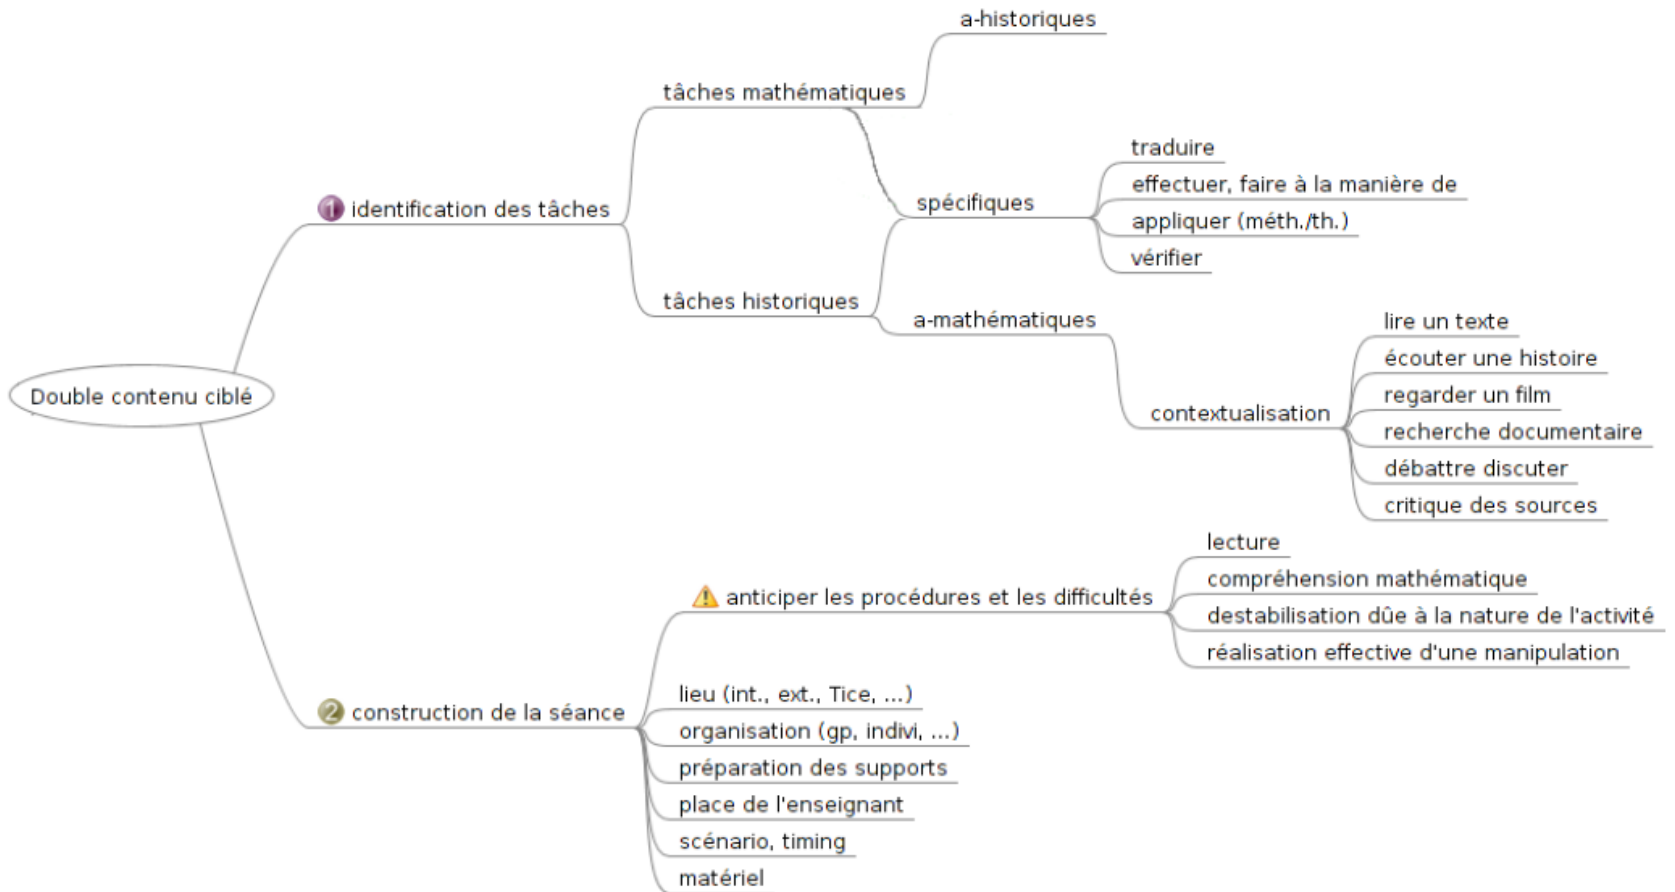 a-historiques
tâches mathématiques
traduire
effectuer, faire à la manière de
spécifiques
1 identification des tâches
appliquer (méth./th.)
vérifier
tâches historiques
a-mathématiques
lire un texte
écouter une histoire
Double contenu ciblé
regarder un film
contextualisation
recherche documentaire
débattre discuter
critique des sources
lecture
compréhension mathématique
anticiper les procédures et les difficultés
destabilisation dûe à la nature de l'activité
réalisation effective d'une manipulation
lieu (int., ext., Tice, ...)
2 construction de la séance
organisation (gp, indivi, ...)
préparation des supports
place de l'enseignant
scénario, timing
matériel